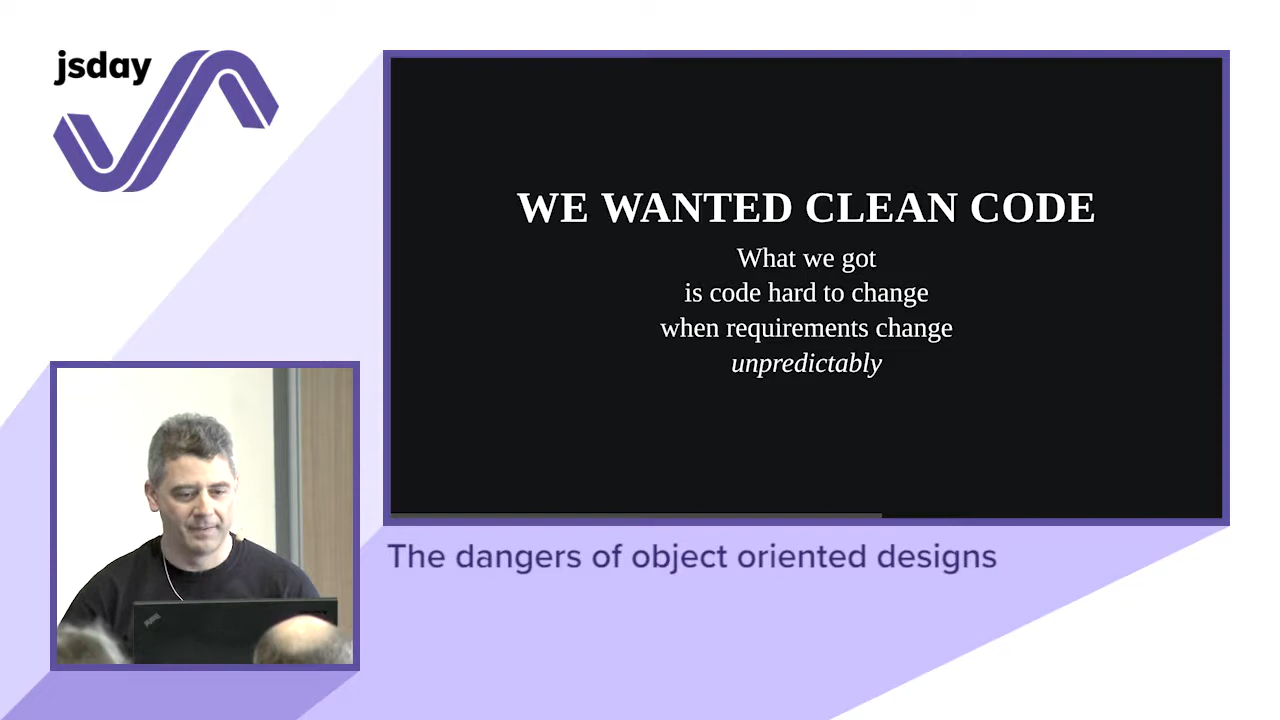 jsday
WE WANTED CLEAN CODE
What we got
is code hard to change
when requirements change
unpredictably
The dangers of object oriented designs